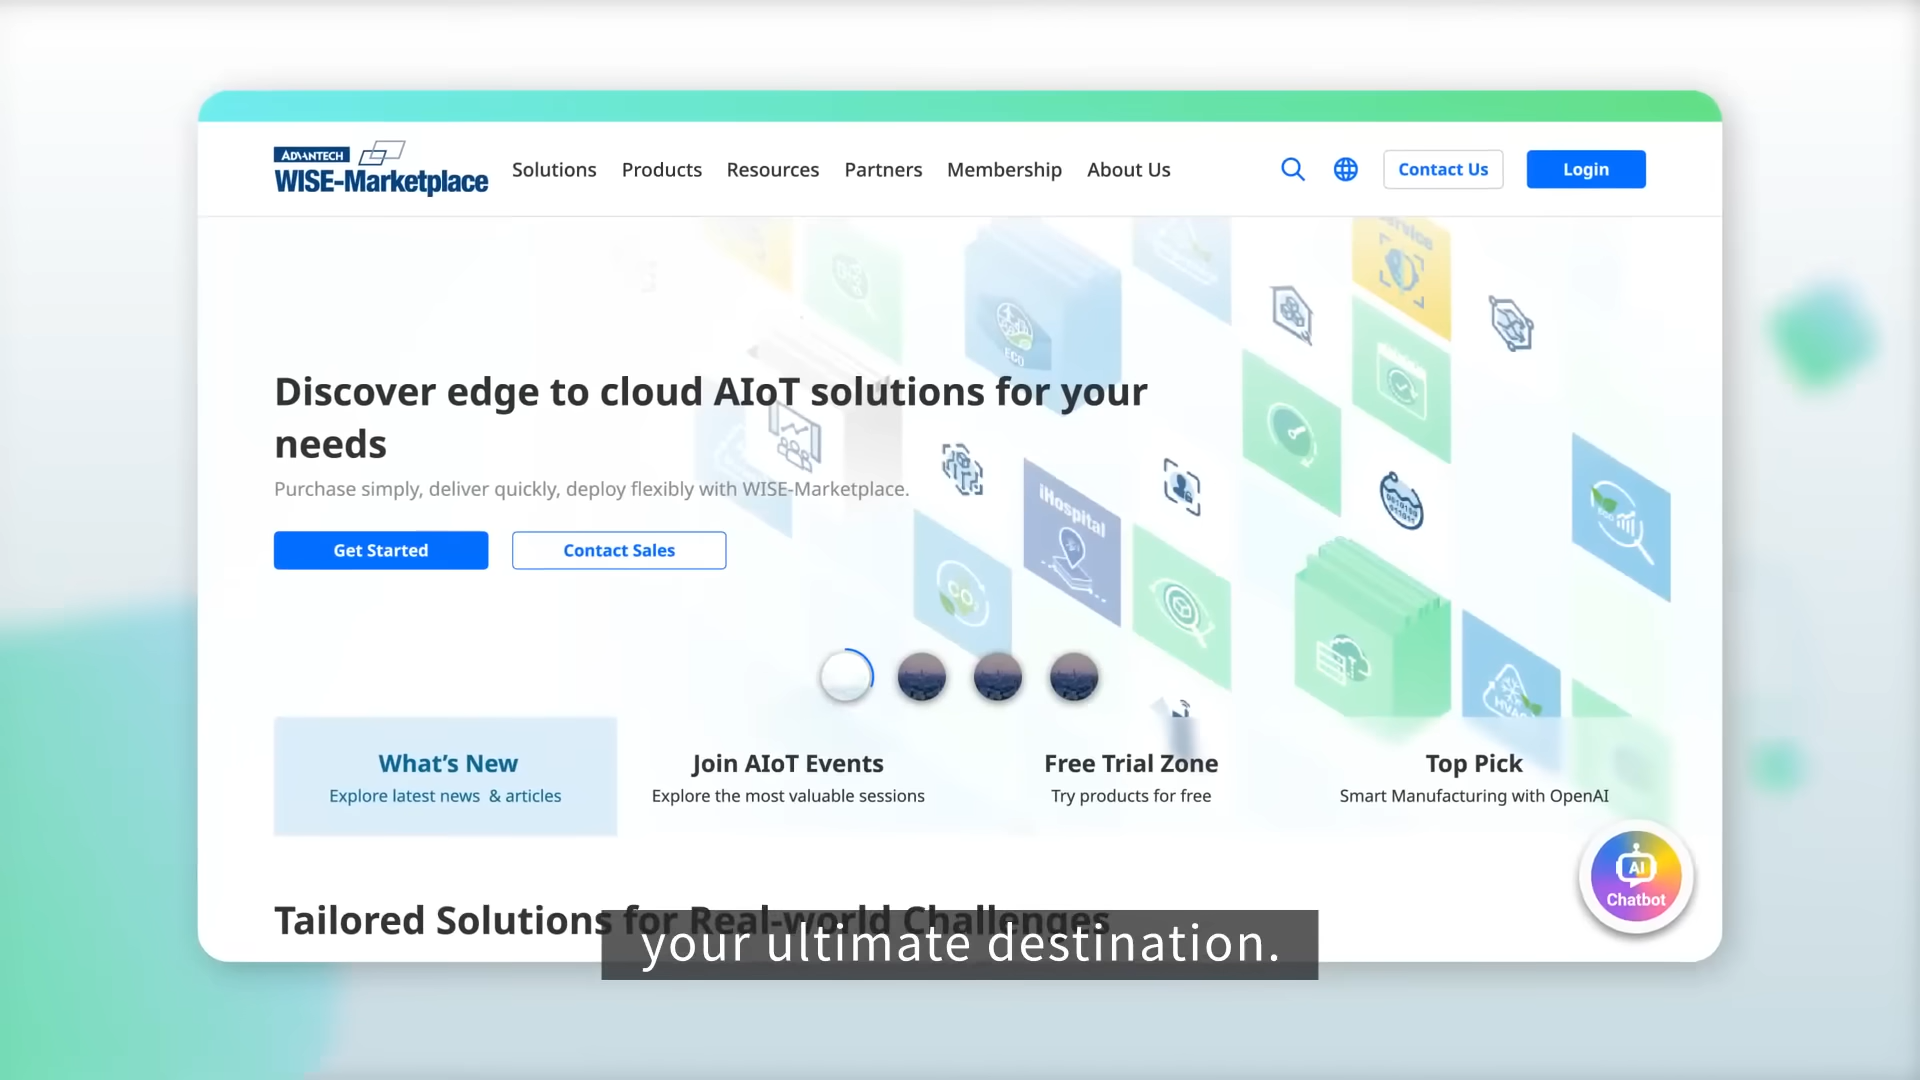 ADVANTECH
WISE-Marketplace
Solutions
Products
Resources
Partners
Membership
About Us
Contact Us
Login
Discover edge to cloud AIoT solutions for your
needs
Purchase simply, deliver quickly, deploy flexibly with WISE-Marketplace.
Get Started
Contact Sales
ECO
iHospital
CO₂
HVAC
What’s New
Explore latest news & articles
Join AIoT Events
Explore the most valuable sessions
Free Trial Zone
Try products for free
Top Pick
Smart Manufacturing with OpenAI
AI
Chatbot
Tailored Solutions for Real-world Challenges
your ultimate destination.